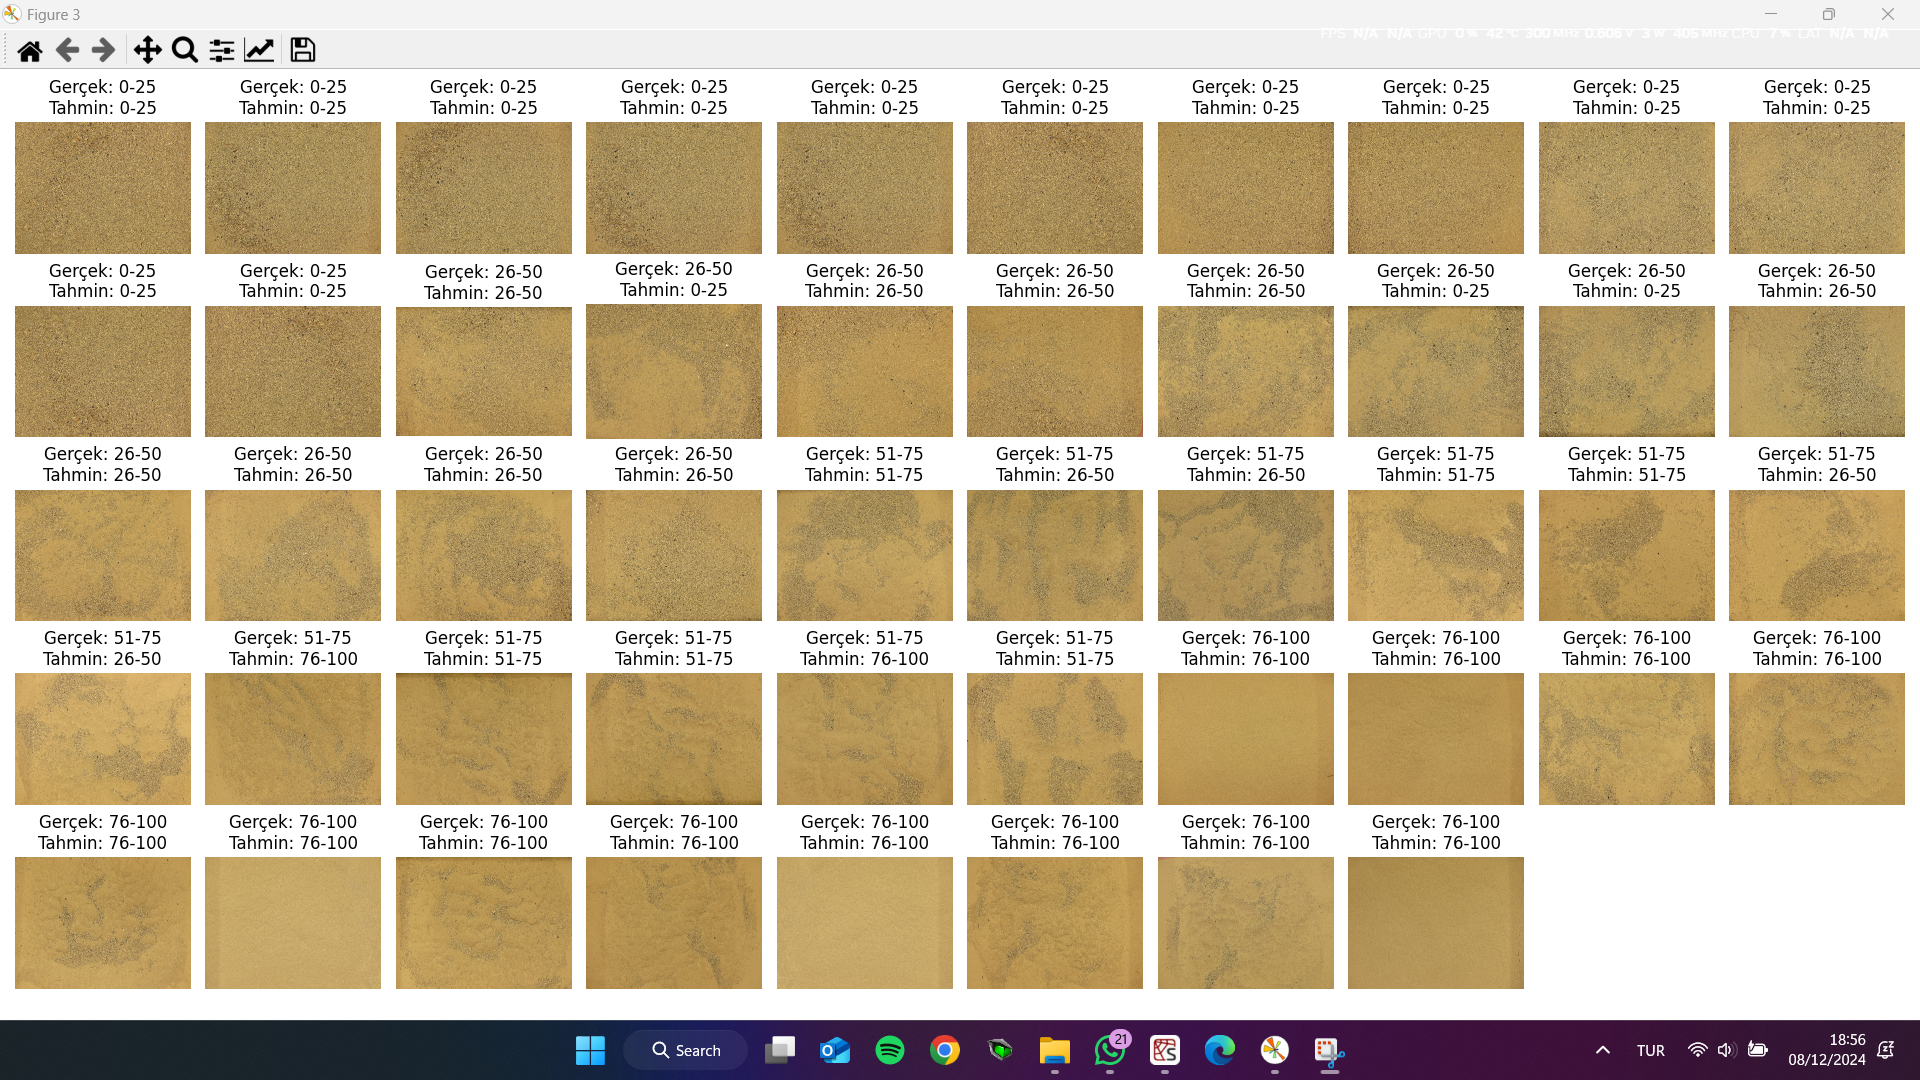 Figure 3
FPS N/A N/A GPU 0 % 42 °C 300 MHz 0.606 V 3 W 405 MHz CPU 7 % LAT N/A N/A
Gerçek: 0-25 Gerçek: 0-25 Gerçek: 0-25 Gerçek: 0-25 Gerçek: 0-25 Gerçek: 0-25 Gerçek: 0-25 Gerçek: 0-25 Gerçek: 0-25 Gerçek: 0-25
Tahmin: 0-25 Tahmin: 0-25 Tahmin: 0-25 Tahmin: 0-25 Tahmin: 0-25 Tahmin: 0-25 Tahmin: 0-25 Tahmin: 0-25 Tahmin: 0-25 Tahmin: 0-25
Gerçek: 0-25 Gerçek: 0-25 Gerçek: 26-50 Gerçek: 26-50 Gerçek: 26-50 Gerçek: 26-50 Gerçek: 26-50 Gerçek: 26-50 Gerçek: 26-50 Gerçek: 26-50
Tahmin: 0-25 Tahmin: 0-25 Tahmin: 26-50 Tahmin: 0-25 Tahmin: 26-50 Tahmin: 26-50 Tahmin: 26-50 Tahmin: 0-25 Tahmin: 0-25 Tahmin: 26-50
Gerçek: 26-50 Gerçek: 26-50 Gerçek: 26-50 Gerçek: 26-50 Gerçek: 51-75 Gerçek: 51-75 Gerçek: 51-75 Gerçek: 51-75 Gerçek: 51-75 Gerçek: 51-75
Tahmin: 26-50 Tahmin: 26-50 Tahmin: 26-50 Tahmin: 26-50 Tahmin: 51-75 Tahmin: 26-50 Tahmin: 26-50 Tahmin: 51-75 Tahmin: 51-75 Tahmin: 26-50
Gerçek: 51-75 Gerçek: 51-75 Gerçek: 51-75 Gerçek: 51-75 Gerçek: 51-75 Gerçek: 51-75 Gerçek: 76-100 Gerçek: 76-100 Gerçek: 76-100 Gerçek: 76-100
Tahmin: 26-50 Tahmin: 76-100 Tahmin: 51-75 Tahmin: 51-75 Tahmin: 76-100 Tahmin: 51-75 Tahmin: 76-100 Tahmin: 76-100 Tahmin: 76-100 Tahmin: 76-100
Gerçek: 76-100 Gerçek: 76-100 Gerçek: 76-100 Gerçek: 76-100 Gerçek: 76-100 Gerçek: 76-100 Gerçek: 76-100 Gerçek: 76-100
Tahmin: 76-100 Tahmin: 76-100 Tahmin: 76-100 Tahmin: 76-100 Tahmin: 76-100 Tahmin: 76-100 Tahmin: 76-100 Tahmin: 76-100
Search
21
TUR
18:56
08/12/2024